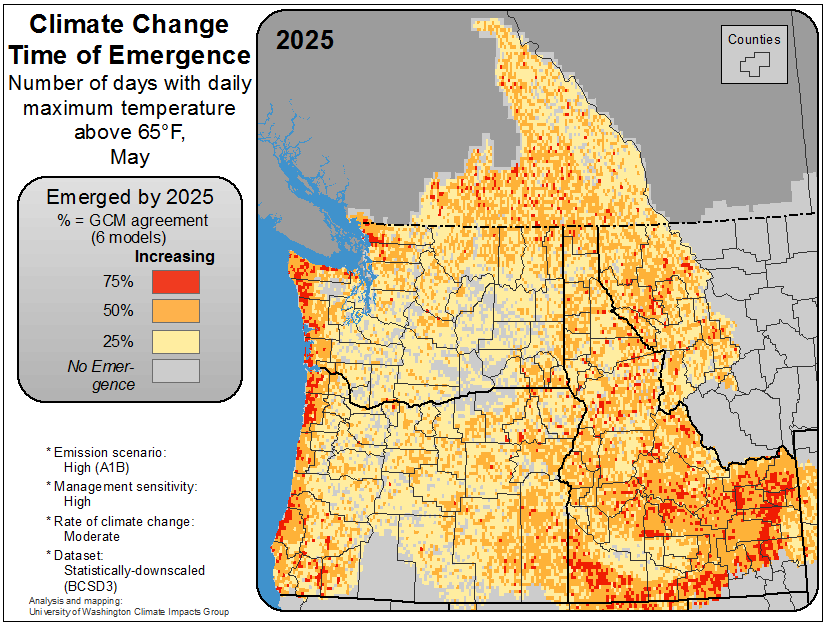 Climate Change
Time of Emergence
Number of days with daily
maximum temperature
above 65°F,
May
Emerged by 2025
% = GCM agreement
(6 models)
Increasing
75%
50%
25%
No Emer-
gence
* Emission scenario:
High (A1B)
* Management sensitivity:
High
* Rate of climate change:
Moderate
* Dataset:
Statistically-downscaled
(BCSD3)
Analysis and mapping:
University of Washington Climate Impacts Group
2025
Counties